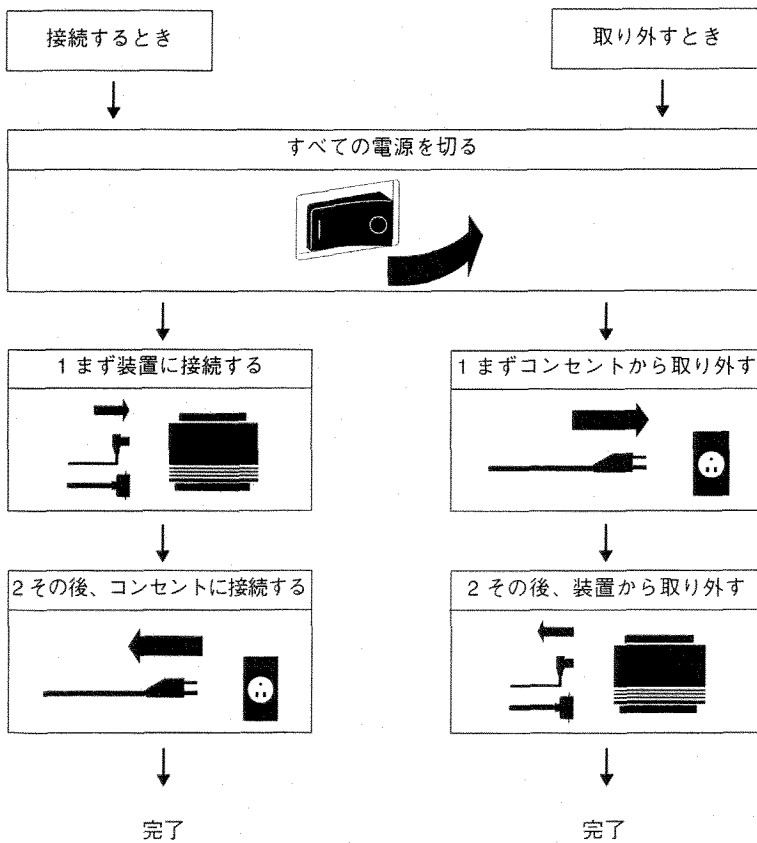 接続するとき
取り外すとき
すべての電源を切る
1 まず装置に接続する
1 まずコンセントから取り外す
2 その後、コンセントに接続する
2 その後、装置から取り外す
完了
完了